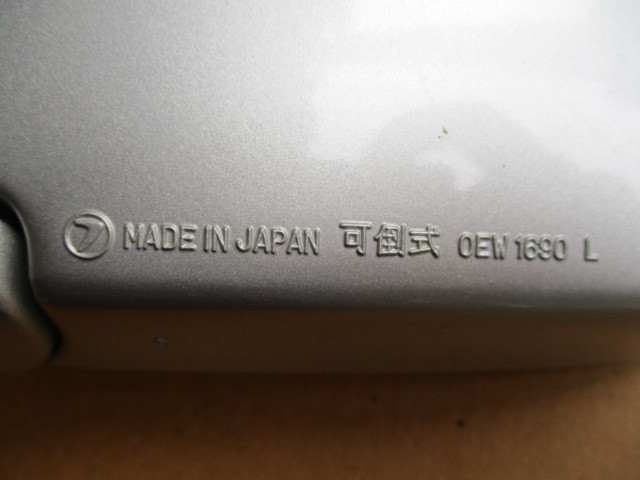 MADE IN JAPAN 可倒式 OEW 1690 L